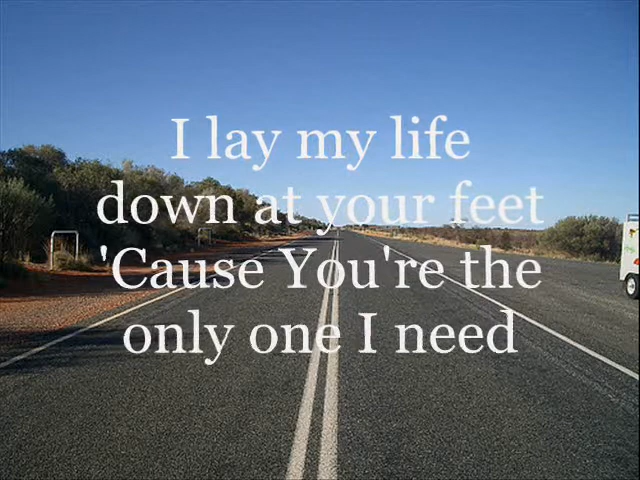 I lay my life
down at your feet
'Cause You're the
only one I need